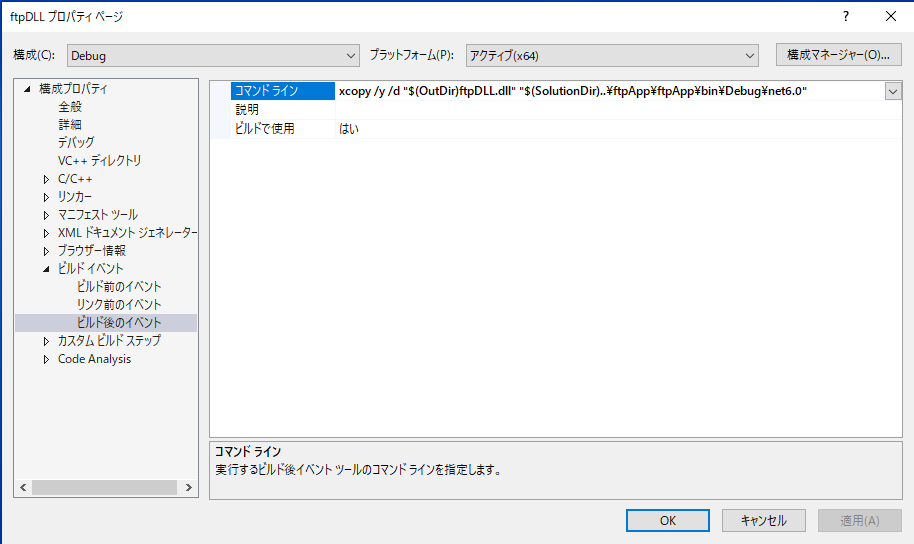 ftpDLL プロパティ ページ
? ×
構成(C): Debug プラットフォーム(P): アクティブ(x64) 構成マネージャー(O)...
構成プロパティ
全般
詳細
デバッグ
VC++ ディレクトリ
C/C++
リンカー
マニフェスト ツール
XML ドキュメント ジェネレーター
ブラウザー情報
ビルド イベント
ビルド前のイベント
リンク前のイベント
ビルド後のイベント
カスタム ビルド ステップ
Code Analysis
コマンド ライン xcopy /y /d "$(OutDir)ftpDLL.dll" "$(SolutionDir)..¥ftpApp¥ftpApp¥bin¥Debug¥net6.0"
説明
ビルドで使用 はい
コマンド ライン
実行するビルド後イベント ツールのコマンド ラインを指定します。
OK キャンセル 適用(A)